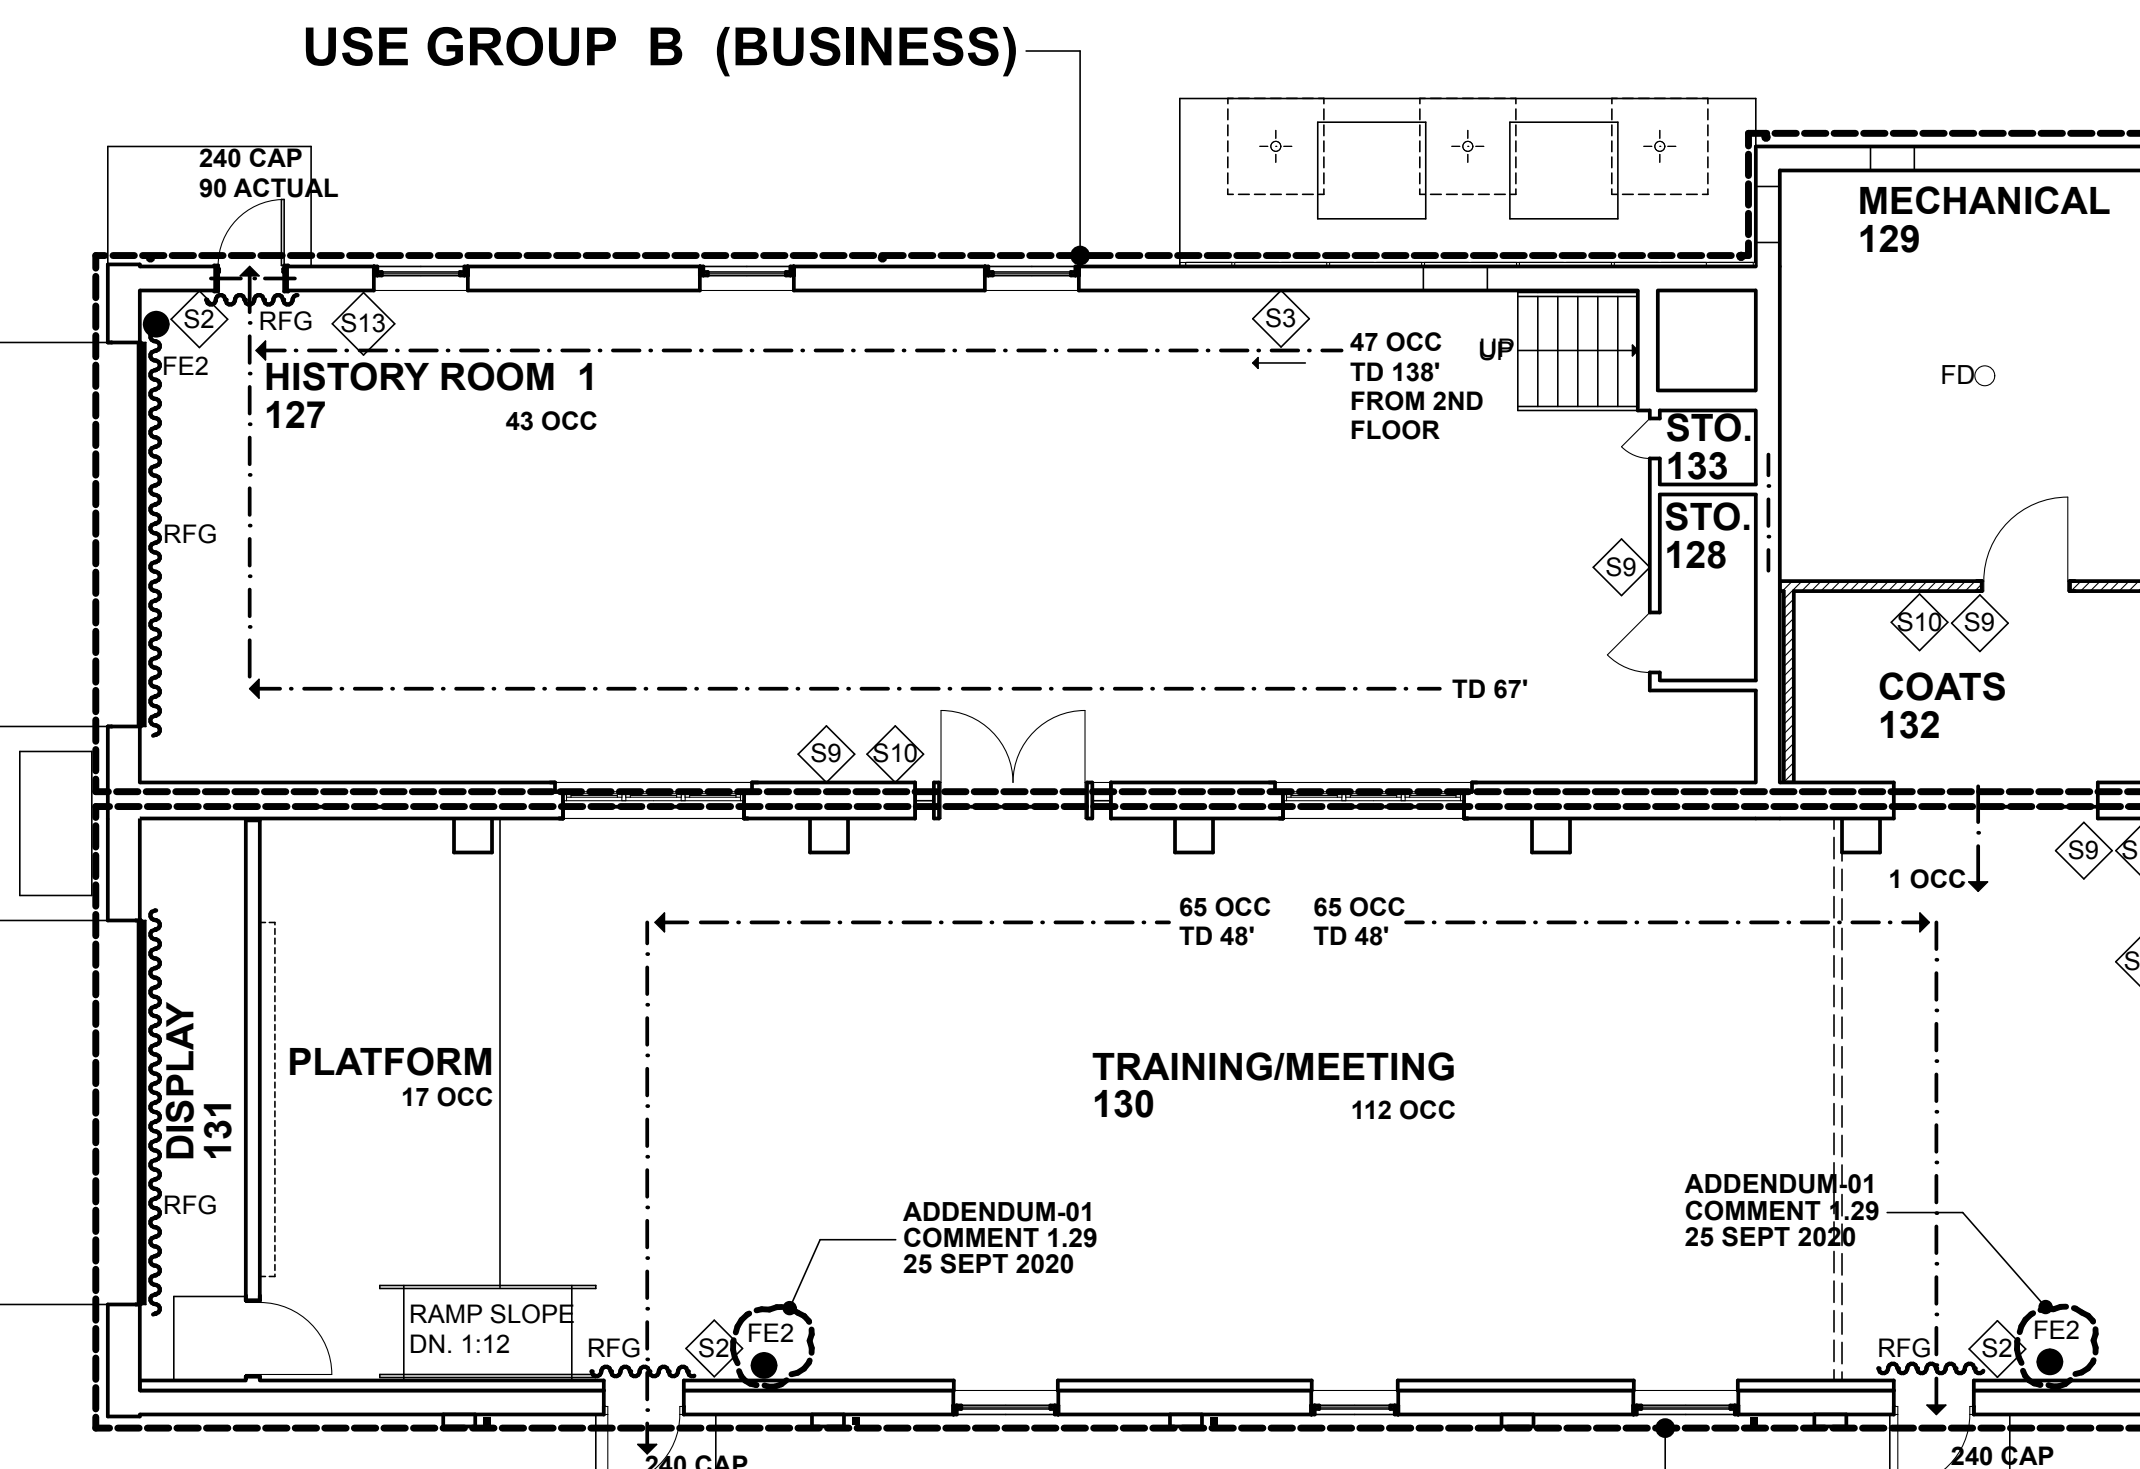 USE GROUP B (BUSINESS)
240 CAP
90 ACTUAL
MECHANICAL
129
S2
RFG
S13
S3
FE2
47 OCC
TD 138'
FROM 2ND
FLOOR
UP
FD
HISTORY ROOM 1
127
43 OCC
STO.
133
RFG
STO.
128
S9
S10
S9
COATS
132
TD 67'
S9
S10
S9
1 OCC
65 OCC
TD 48'
65 OCC
TD 48'
DISPLAY
131
PLATFORM
17 OCC
TRAINING/MEETING
130
112 OCC
RFG
ADDENDUM-01
COMMENT 1.29
25 SEPT 2020
ADDENDUM-01
COMMENT 1.29
25 SEPT 2020
RAMP SLOPE
DN. 1:12
RFG
S2
FE2
RFG
S2
FE2
240 CAP
240 CAP